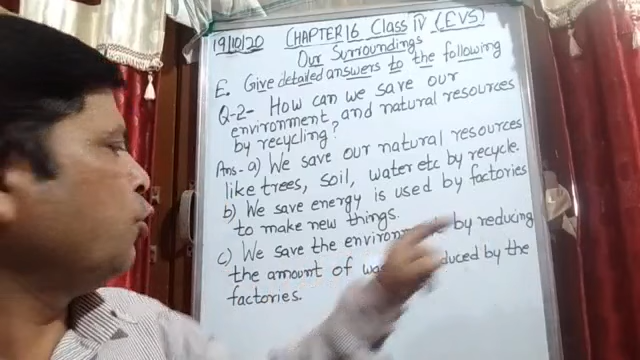 19/10/20 CHAPTER 16 Class IV (EVS)
Our Surroundings
E. Give detailed answers to the following
Q-2- How can we save our
environment, and natural resources
by recycling?
Ans- a) We save our natural resources
like trees, soil, water etc by recycle.
b) We save energy is used by factories
to make new things.
c) We save the by reducing
the amount of by the
factories.